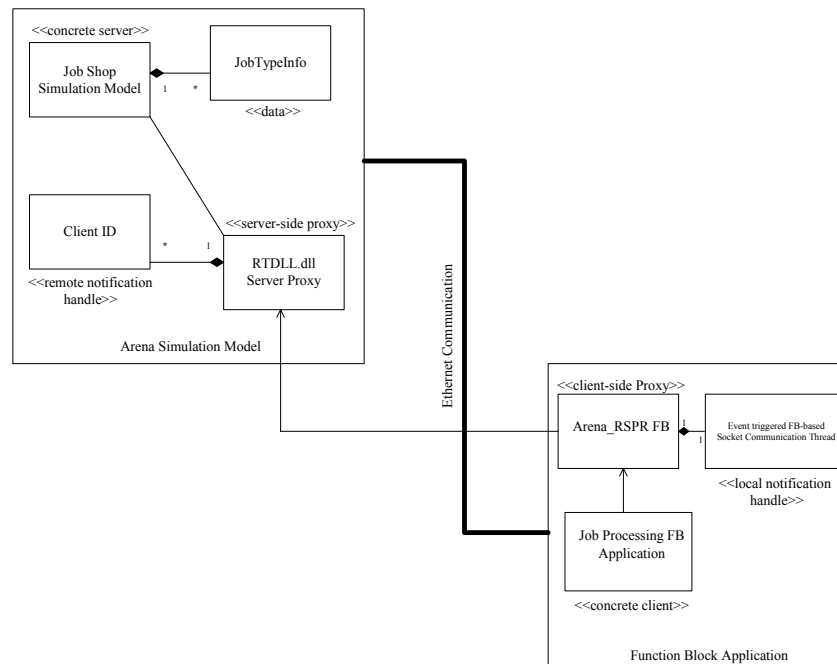 <<concrete server>>
Job Shop
Simulation Model
1
*
JobTypeInfo
<<data>>
Client ID
*
1
<<remote notification
handle>>
<<server-side proxy>>
RTDLL.dll
Server Proxy
Arena Simulation Model
Ethernet Communication
<<client-side Proxy>>
Arena_RSPR FB
1
1
Event triggered FB-based
Socket Communication Thread
<<local notification
handle>>
Job Processing FB
Application
<<concrete client>>
Function Block Application